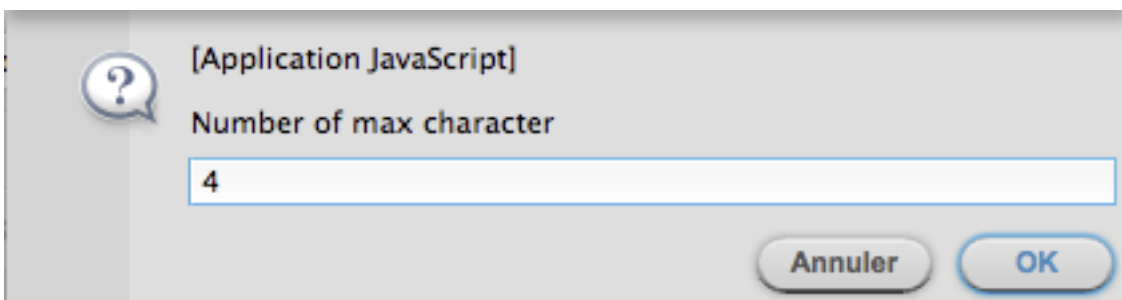 [Application JavaScript]
Number of max character
4
Annuler OK